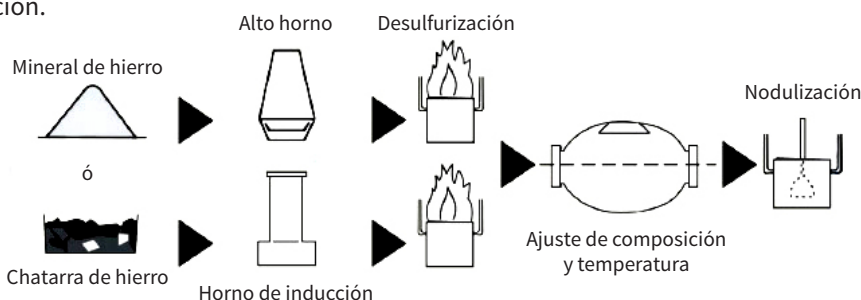 ción.
Alto horno
Desulfurización
Mineral de hierro
Nodulización
ó
Ajuste de composición
y temperatura
Chatarra de hierro
Horno de inducción